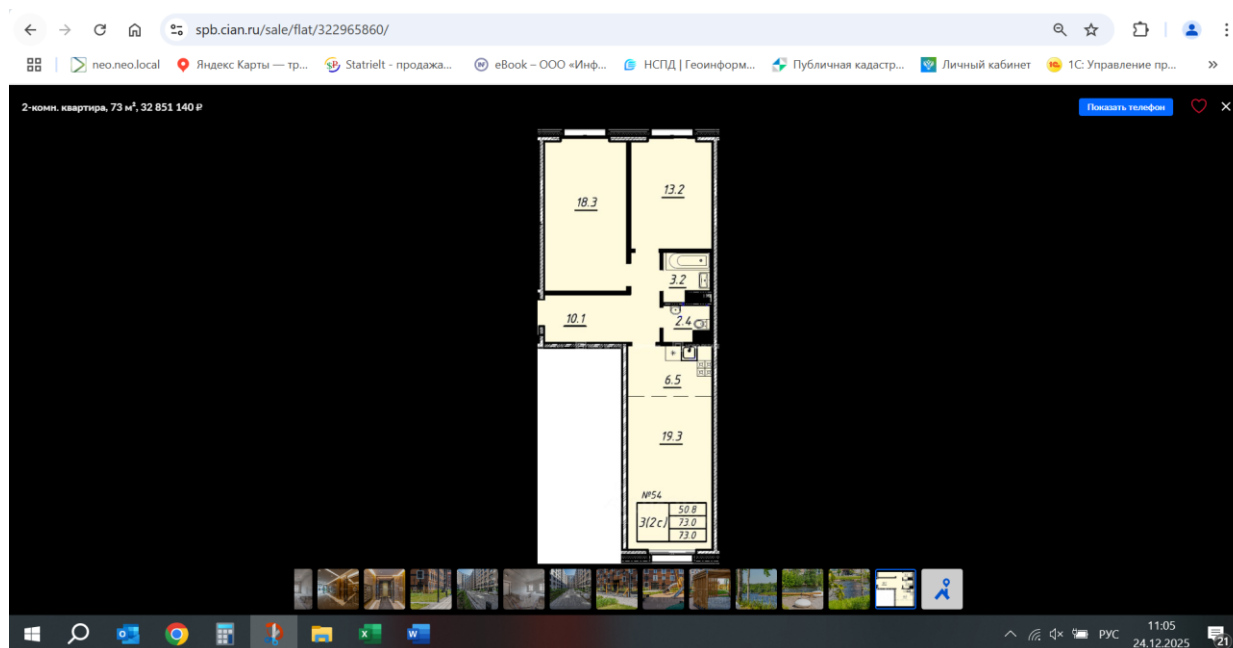 spb.cian.ru/sale/flat/322965860/
neo.neo.local
Яндекс Карты — тр...
Statrielt - продажа...
eBook – ООО «Инф...
НСПД | Геоинформ...
Публичная кадастр...
Личный кабинет
1С: Управление пр...
»
2-комн. квартира, 73 м², 32 851 140 ₽
Показать телефон
18.3
13.2
3.2
10.1
2.4
6.5
19.3
№54
3(2с)
50.8
73.0
73.0
РУС
11:05
24.12.2025
21